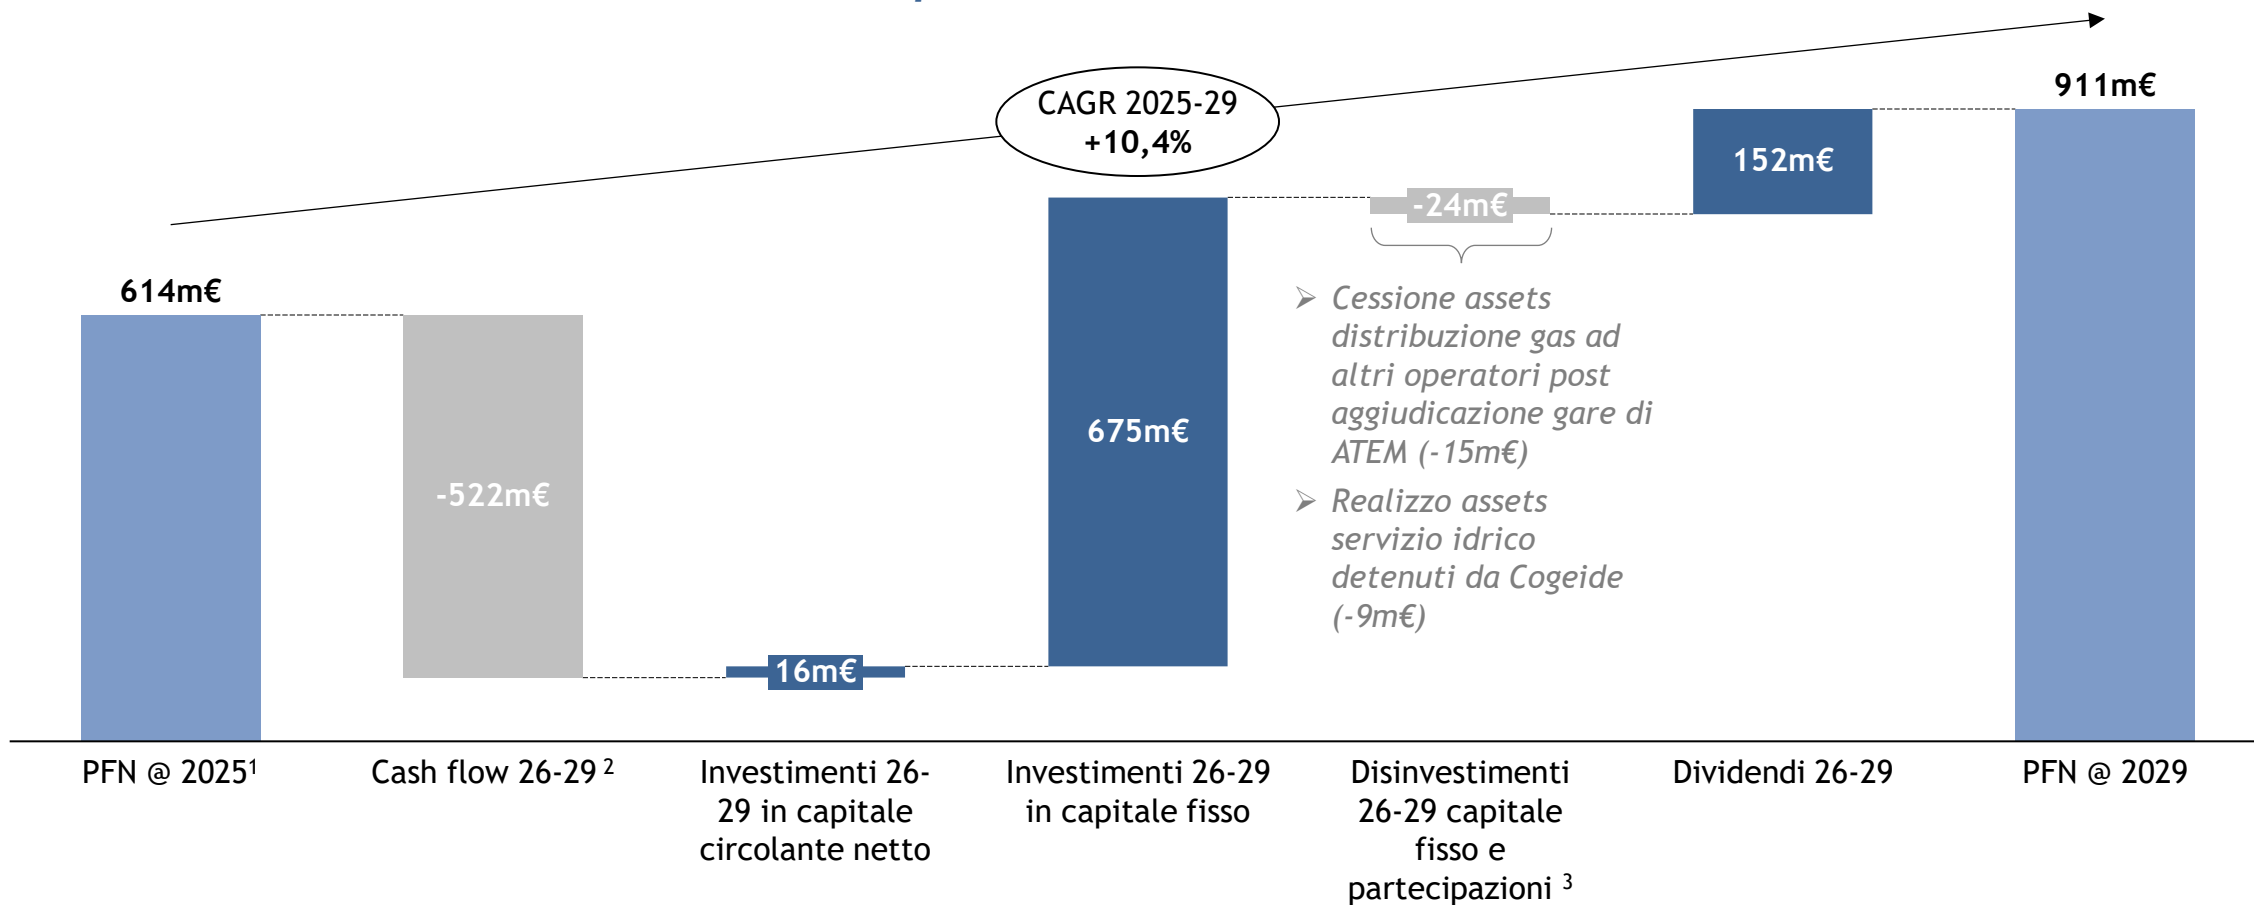 CAGR 2025-29
+10,4%
911m€
152m€
-24m€
614m€
➢ Cessione assets
distribuzione gas ad
altri operatori post
aggiudicazione gare di
ATEM (-15m€)
675m€
-522m€
➢ Realizzo assets
servizio idrico
detenuti da Cogeide
(-9m€)
16m€
PFN @ 2025¹
Cash flow 26-29 ²
Investimenti 26-
29 in capitale
circolante netto
Investimenti 26-29
in capitale fisso
Disinvestimenti
26-29 capitale
fisso e
partecipazioni ³
Dividendi 26-29
PFN @ 2029